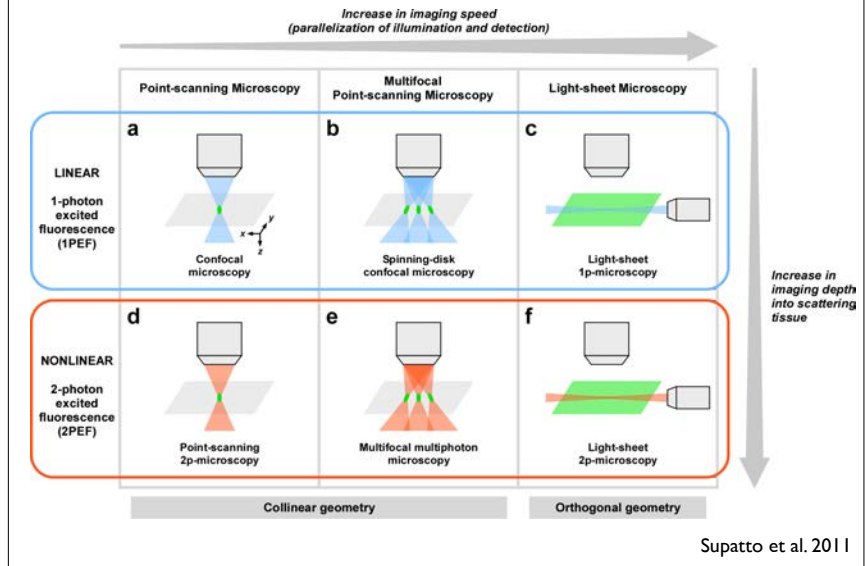 Increase in imaging speed
(parallelization of illumination and detection)
Point-scanning Microscopy
Multifocal
Point-scanning Microscopy
Light-sheet Microscopy
LINEAR
1-photon
excited
fluorescence
(1PEF)
a
x
y
z
Confocal
microscopy
b
Spinning-disk
confocal microscopy
c
Light-sheet
1p-microscopy
Increase in
imaging depth
into scattering
tissue
NONLINEAR
2-photon
excited
fluorescence
(2PEF)
d
Point-scanning
2p-microscopy
e
Multifocal multiphoton
microscopy
f
Light-sheet
2p-microscopy
Collinear geometry
Orthogonal geometry
Supatto et al. 2011